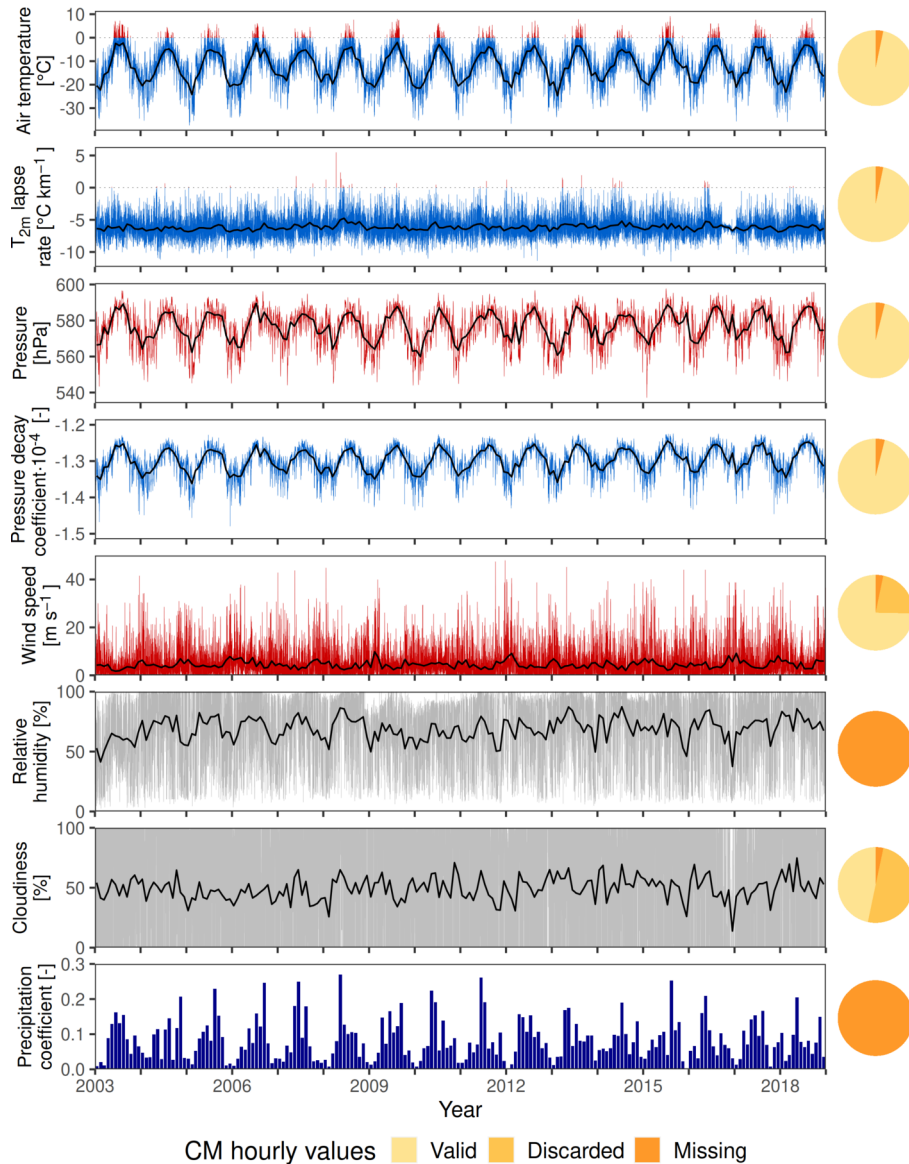 Air temperature
[°C]
10
0
-10
-20
-30
T2m lapse
rate [°C km⁻¹]
5
0
-5
-10
Pressure
[hPa]
600
580
560
540
Pressure decay
coefficient·10⁻⁴ [-]
-1.2
-1.3
-1.4
-1.5
Wind speed
[m s⁻¹ ]
40
20
0
Relative
humidity [%]
100
50
0
Cloudiness
[%]
100
50
0
Precipitation
coefficient [-]
0.3
0.2
0.1
0.0
2003 2006 2009 2012 2015 2018
Year
CM hourly values Valid Discarded Missing